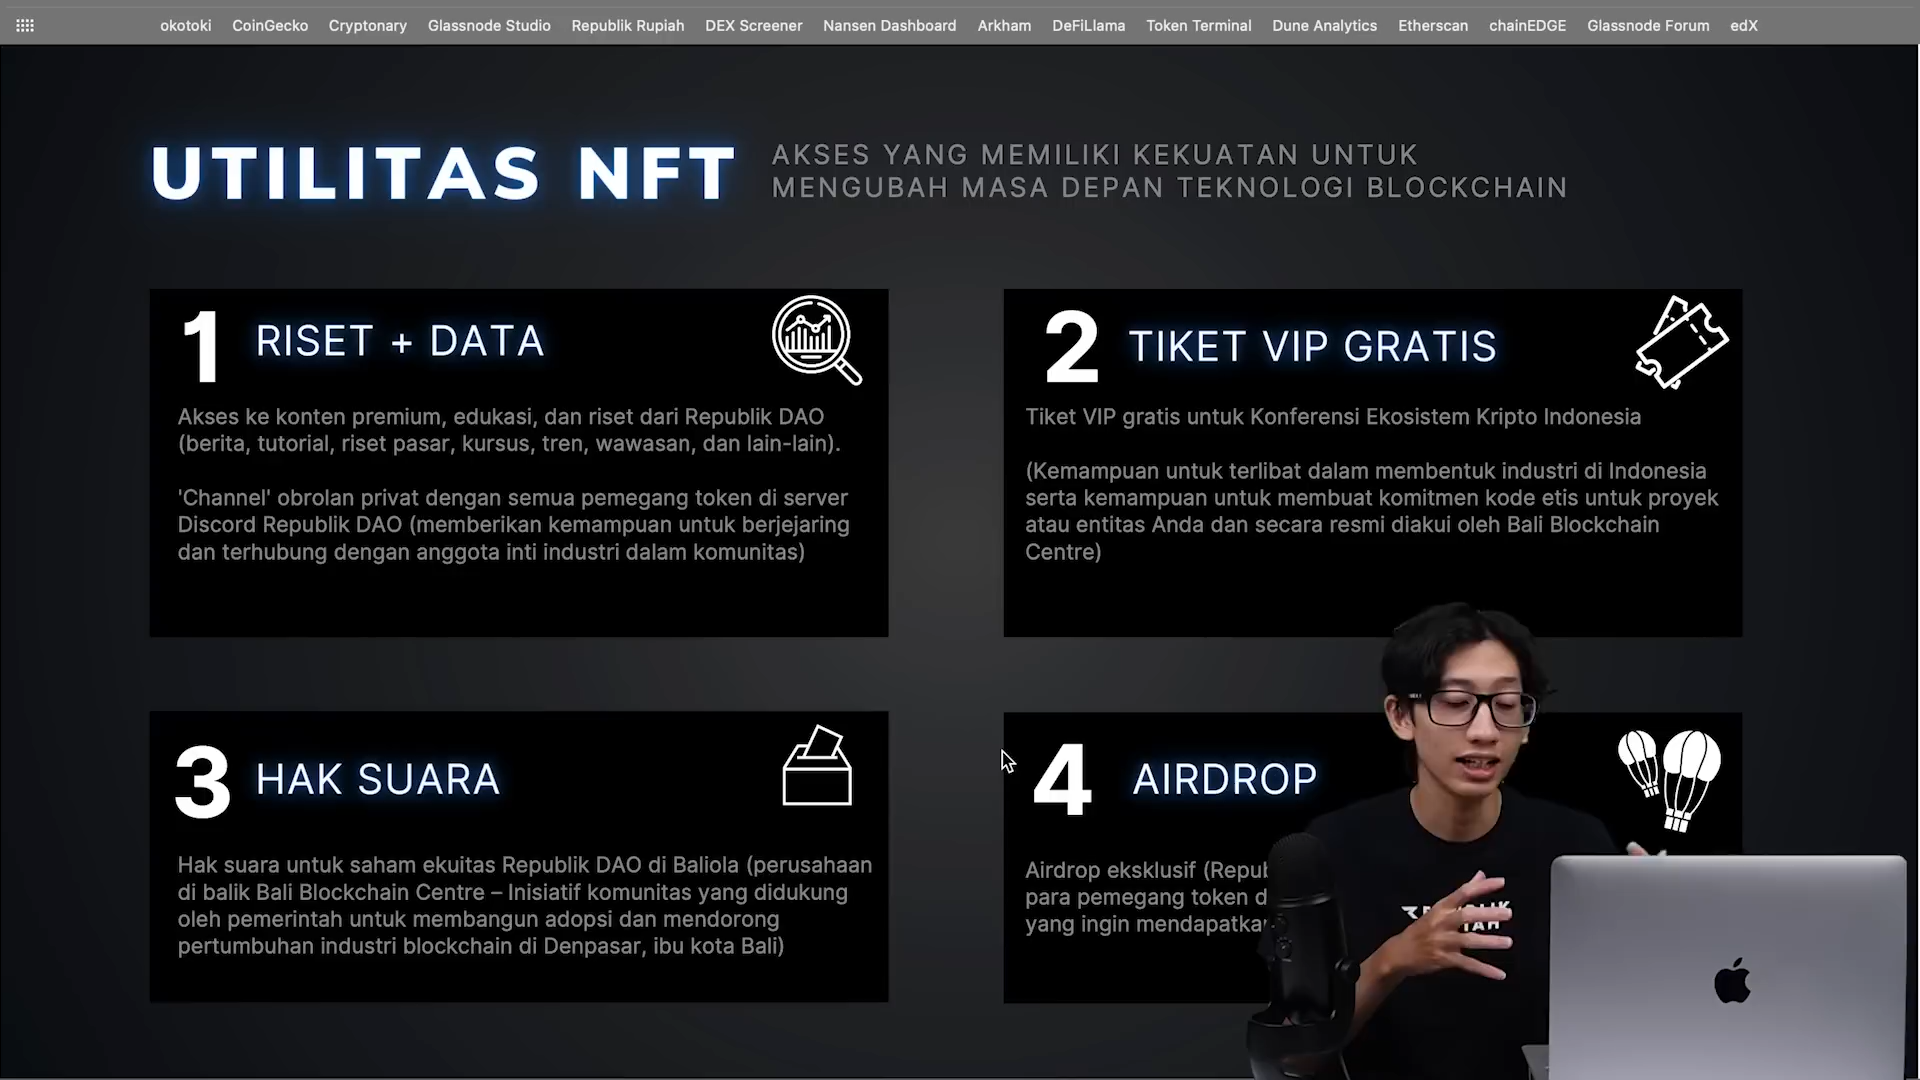 okotoki CoinGecko Cryptonary Glassnode Studio Republik Rupiah DEX Screener Nansen Dashboard Arkham DeFiLlama Token Terminal Dune Analytics Etherscan chainEDGE Glassnode Forum edX
UTILITAS NFT
AKSES YANG MEMILIKI KEKUATAN UNTUK
MENGUBAH MASA DEPAN TEKNOLOGI BLOCKCHAIN
1 RISET + DATA
Akses ke konten premium, edukasi, dan riset dari Republik DAO
(berita, tutorial, riset pasar, kursus, tren, wawasan, dan lain-lain).
'Channel' obrolan privat dengan semua pemegang token di server
Discord Republik DAO (memberikan kemampuan untuk berjejaring
dan terhubung dengan anggota inti industri dalam komunitas)
2 TIKET VIP GRATIS
Tiket VIP gratis untuk Konferensi Ekosistem Kripto Indonesia
(Kemampuan untuk terlibat dalam membentuk industri di Indonesia
serta kemampuan untuk membuat komitmen kode etis untuk proyek
atau entitas Anda dan secara resmi diakui oleh Bali Blockchain
Centre)
3 HAK SUARA
Hak suara untuk saham ekuitas Republik DAO di Baliola (perusahaan
di balik Bali Blockchain Centre – Inisiatif komunitas yang didukung
oleh pemerintah untuk membangun adopsi dan mendorong
pertumbuhan industri blockchain di Denpasar, ibu kota Bali)
4 AIRDROP
Airdrop eksklusif
para pemegang token
yang ingin